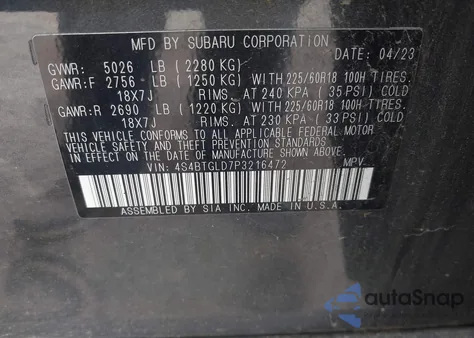 MFD BY SUBARU CORPORATION
DATE: 04/23
GVWR: 5026 LB (2280 KG)
GAWR:F 2756 LB (1250 KG) WITH 225/60R18 100H TIRES.
18X7J RIMS. AT 240 KPA (35 PSI) COLD
GAWR:R 2690 LB (1220 KG) WITH 225/60R18 100H TIRES.
18X7J RIMS. AT 230 KPA (33 PSI) COLD
THIS VEHICLE CONFORMS TO ALL APPLICABLE FEDERAL MOTOR
VEHICLE SAFETY AND THEFT PREVENTION STANDARDS IN EFFECT
ON THE DATE OF MANUFACTURE SHOWN ABOVE.
VIN: 4S4BTGLD7P3216472 MPV
ASSEMBLED BY SIA INC. MADE IN U.S.A.
autoSnap